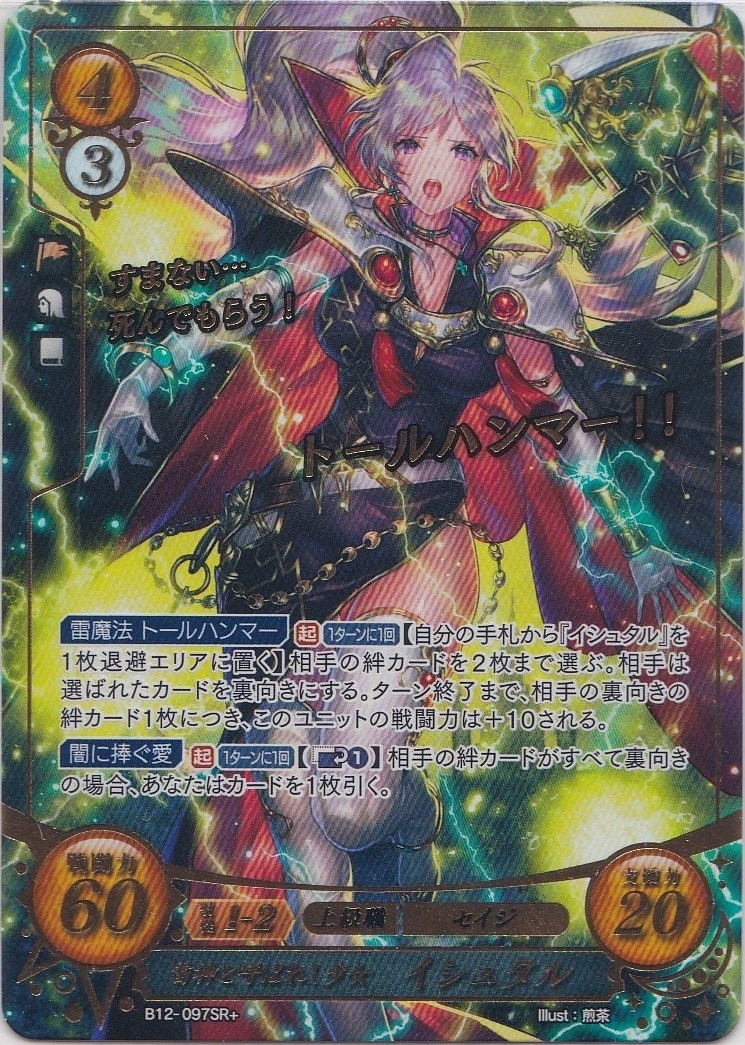 4
3
すまない…
死んでもらう!
トールハンマー!!
雷魔法 トールハンマー 起 1ターンに1回【自分の手札から『イシュタル』を
1枚退避エリアに置く】相手の絆カードを2枚まで選ぶ。相手は
選ばれたカードを裏向きにする。ターン終了まで、相手の裏向きの
絆カード1枚につき、このユニットの戦闘力は+10される。
闇に捧ぐ愛 起 1ターンに1回【1】相手の絆カードがすべて裏向き
の場合、あなたはカードを1枚引く。
戦闘力
60
射程 1-2 上級職 セイジ
支援力
20
雷神と呼ばれし少女 イシュタル
B12-097SR+ Illust:煎茶